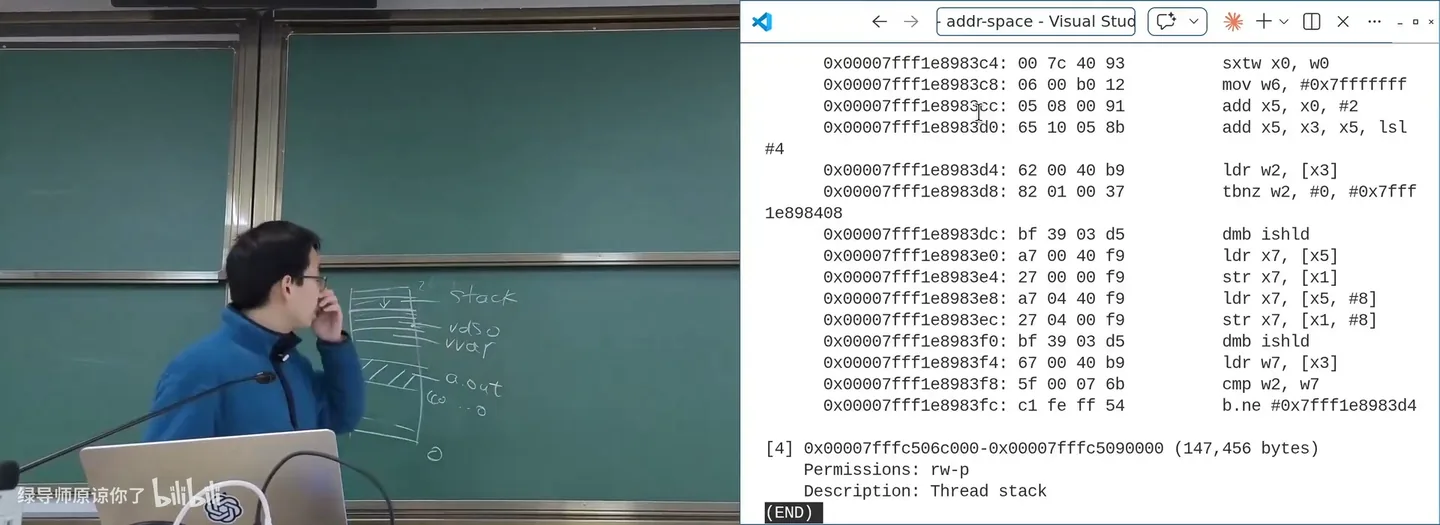 stack
vdso
vvar
a.out
0
绿导师原谅你了 bilibili
- addr-space - Visual Stud
0x00007fff1e8983c4: 00 7c 40 93 sxtw x0, w0
0x00007fff1e8983c8: 06 00 b0 12 mov w6, #0x7fffffff
0x00007fff1e8983cc: 05 08 00 91 add x5, x0, #2
0x00007fff1e8983d0: 65 10 05 8b add x5, x3, x5, lsl
#4
0x00007fff1e8983d4: 62 00 40 b9 ldr w2, [x3]
0x00007fff1e8983d8: 82 01 00 37 tbnz w2, #0, #0x7fff
1e898408
0x00007fff1e8983dc: bf 39 03 d5 dmb ishld
0x00007fff1e8983e0: a7 00 40 f9 ldr x7, [x5]
0x00007fff1e8983e4: 27 00 00 f9 str x7, [x1]
0x00007fff1e8983e8: a7 04 40 f9 ldr x7, [x5, #8]
0x00007fff1e8983ec: 27 04 00 f9 str x7, [x1, #8]
0x00007fff1e8983f0: bf 39 03 d5 dmb ishld
0x00007fff1e8983f4: 67 00 40 b9 ldr w7, [x3]
0x00007fff1e8983f8: 5f 00 07 6b cmp w2, w7
0x00007fff1e8983fc: c1 fe ff 54 b.ne #0x7fff1e8983d4
[4] 0x00007fffc506c000-0x00007fffc5090000 (147,456 bytes)
Permissions: rw-p
Description: Thread stack
(END)